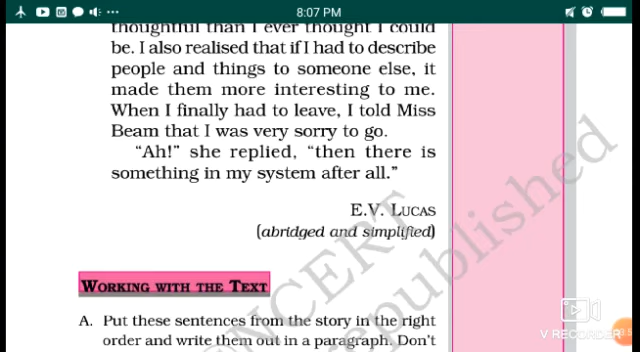 8:07 PM
thoughtful than I ever thought I could
be. I also realised that if I had to describe
people and things to someone else, it
made them more interesting to me.
When I finally had to leave, I told Miss
Beam that I was very sorry to go.
“Ah!” she replied, “then there is
something in my system after all.”
E.V. LUCAS
(abridged and simplified)
WORKING WITH THE TEXT
A. Put these sentences from the story in the right
order and write them out in a paragraph. Don’t
NCERT
republished
V RECORDER